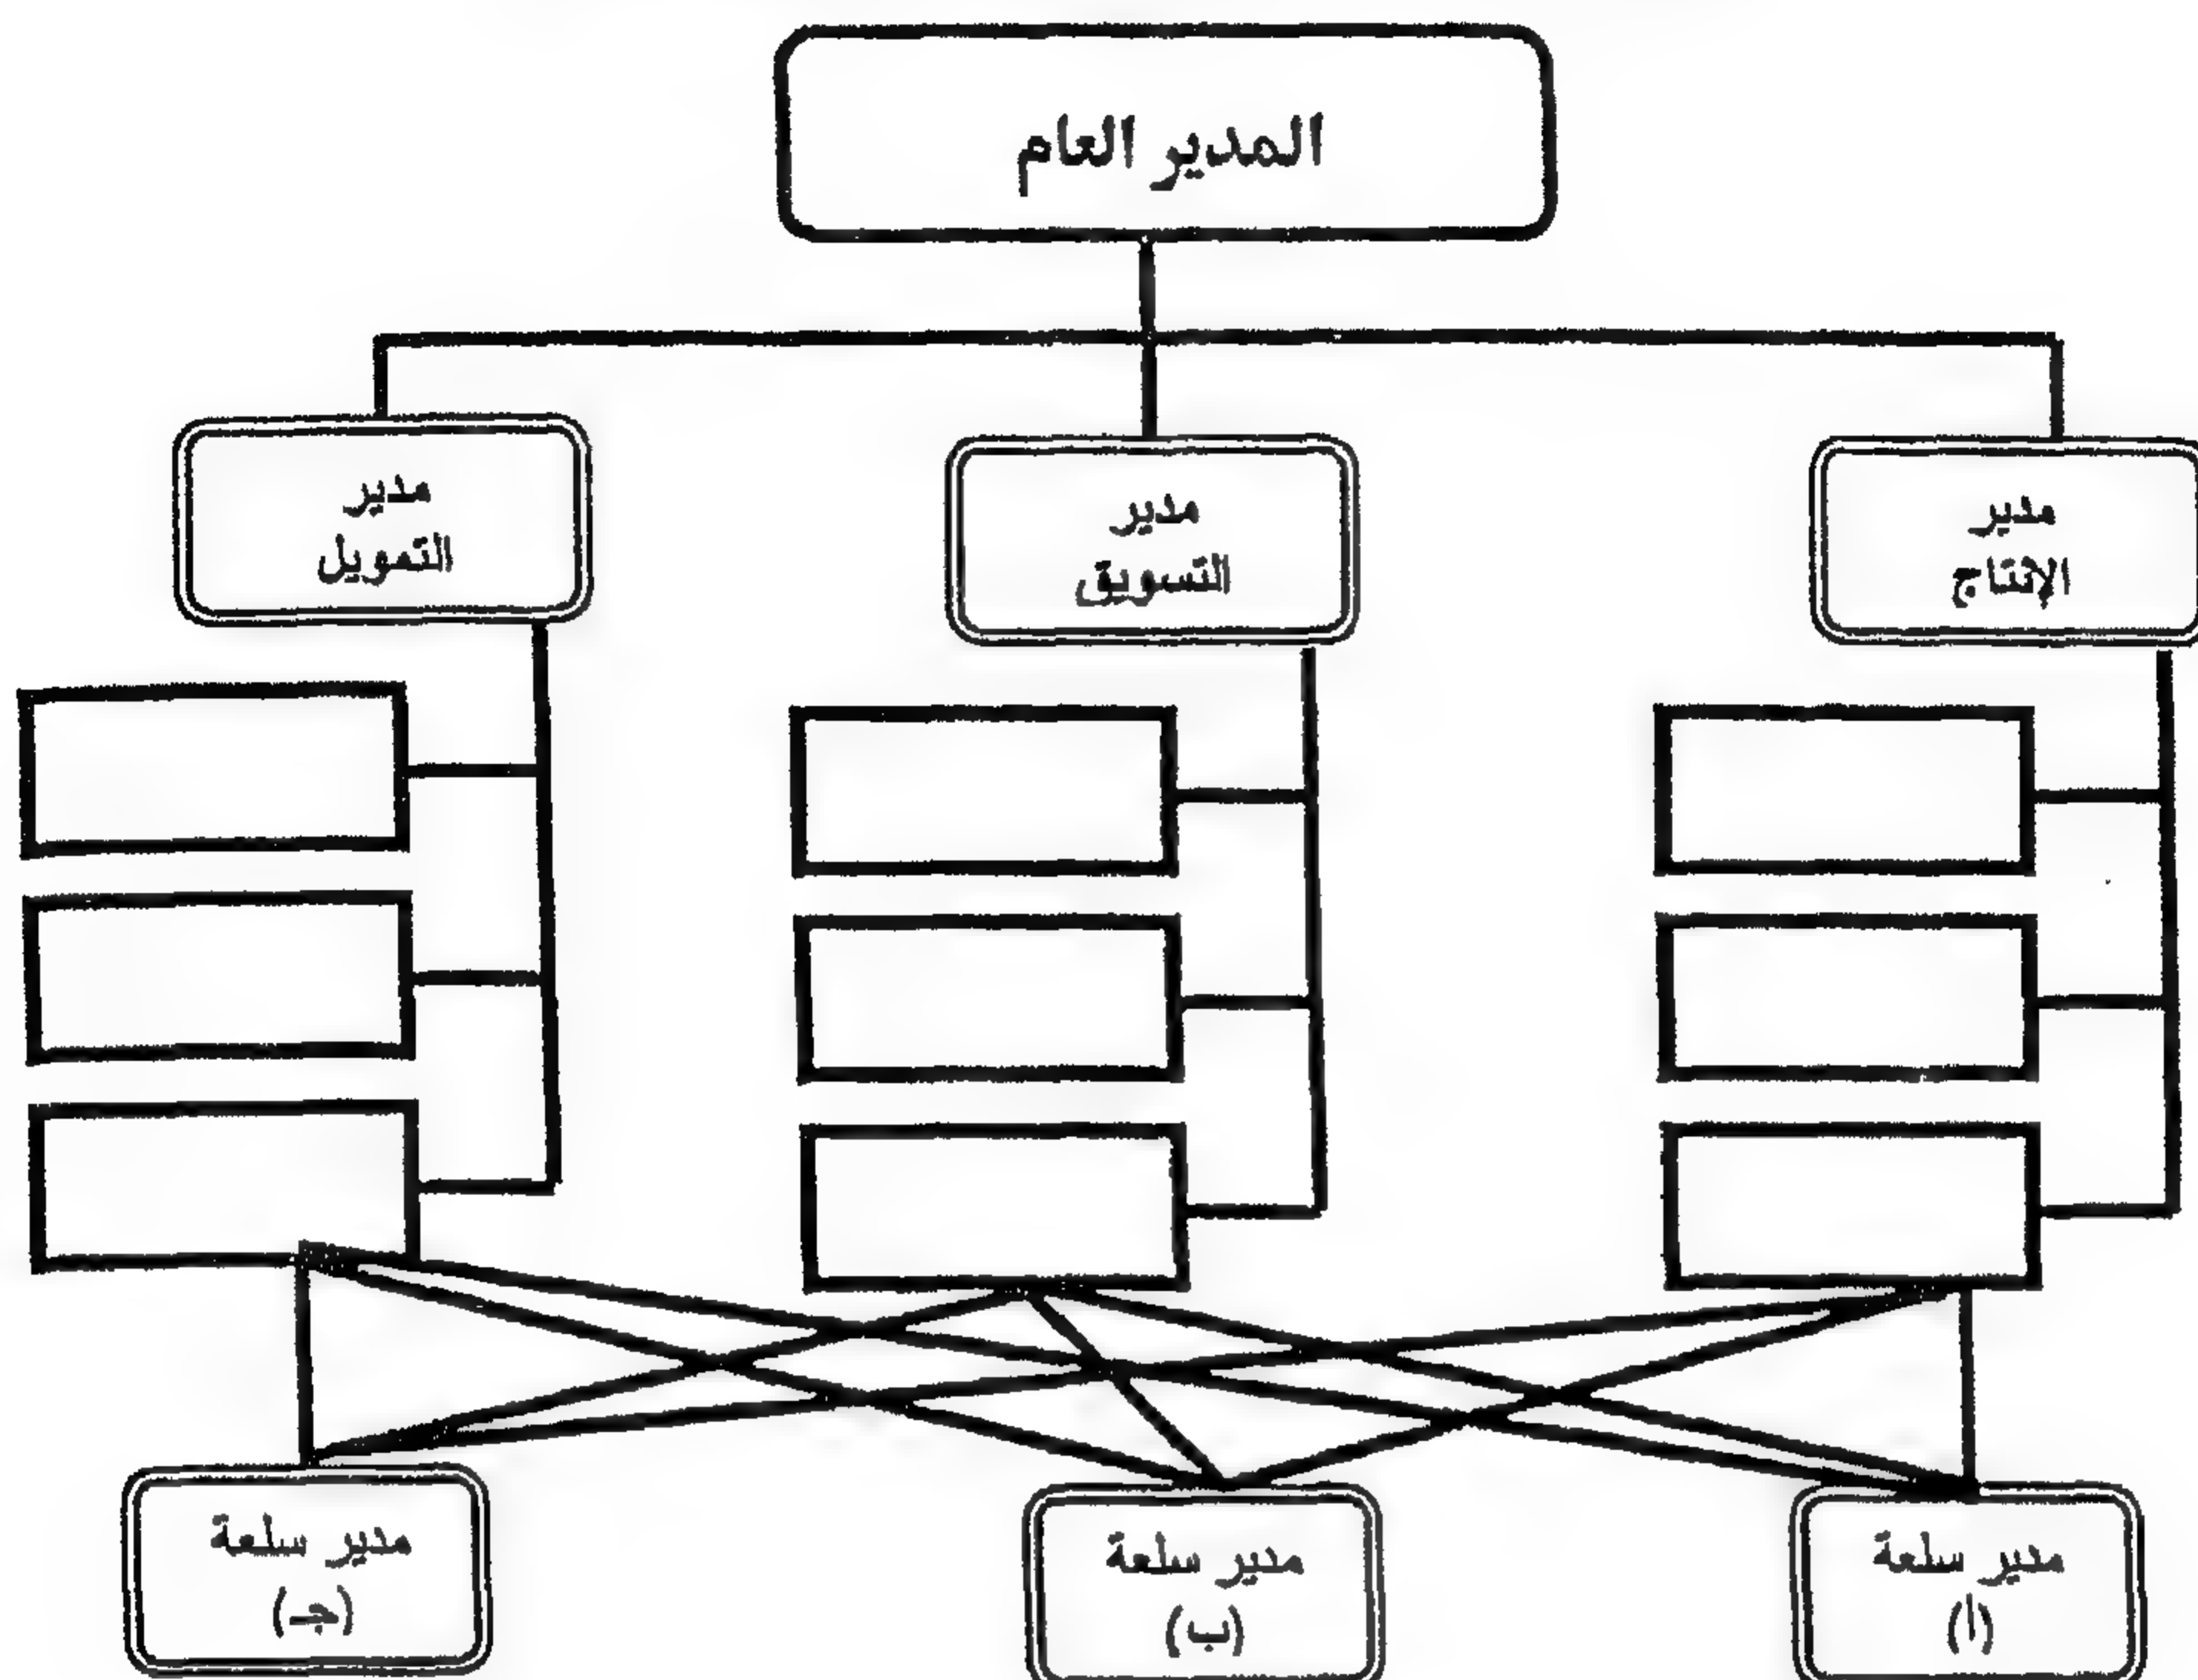 المدير العام
مدير
الإنتاج
مدير
التسويق
مدير
التمويل
مدير سلعة
(أ)
مدير سلعة
(ب)
مدير سلعة
(جـ)